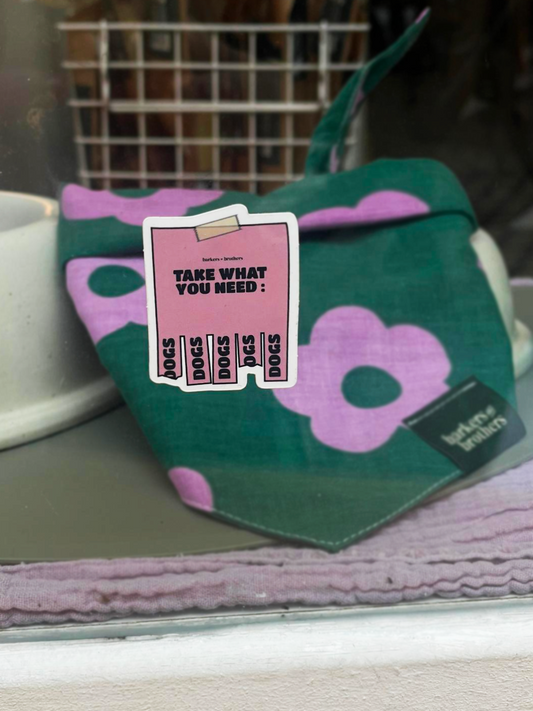 barkers + brothers
TAKE WHAT
YOU NEED :
DOGS
DOGS
DOGS
DOGS
DOGS
barkers &
brothers